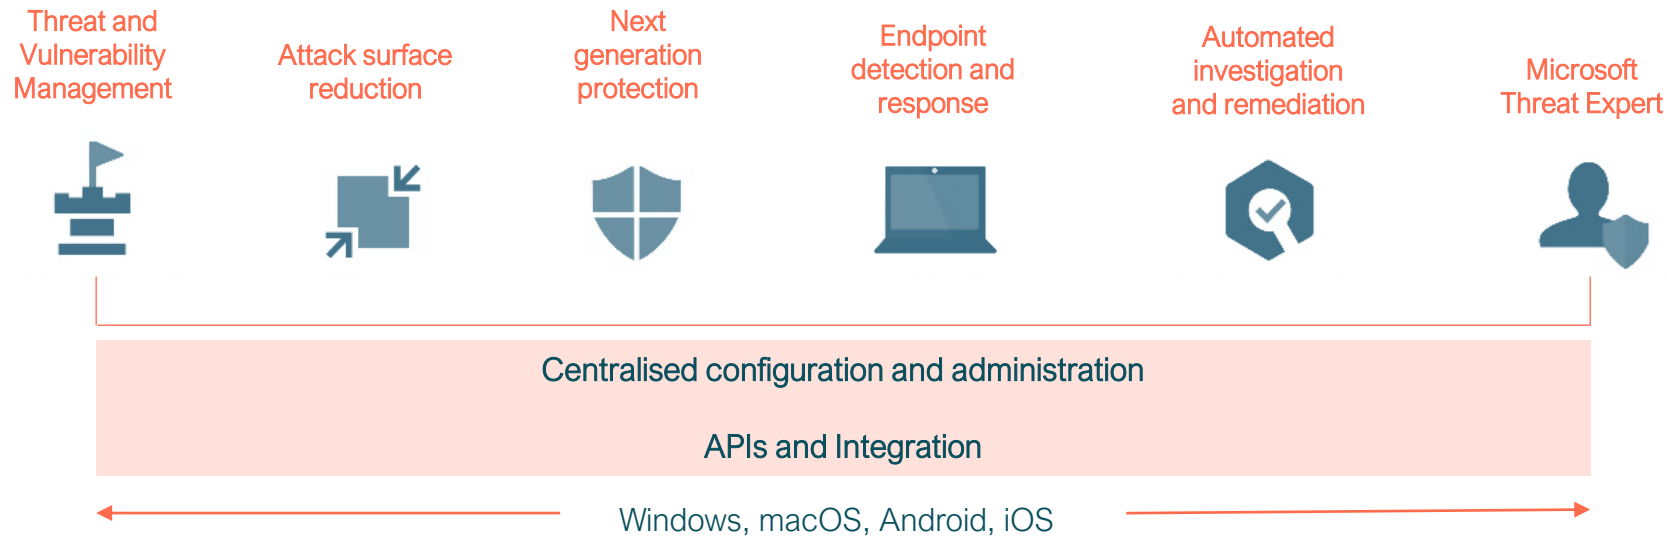 Threat and
Vulnerability
Management
Attack surface
reduction
Next
generation
protection
Endpoint
detection and
response
Automated
investigation
and remediation
Microsoft
Threat Expert
Centralised configuration and administration
APIs and Integration
Windows, macOS, Android, iOS